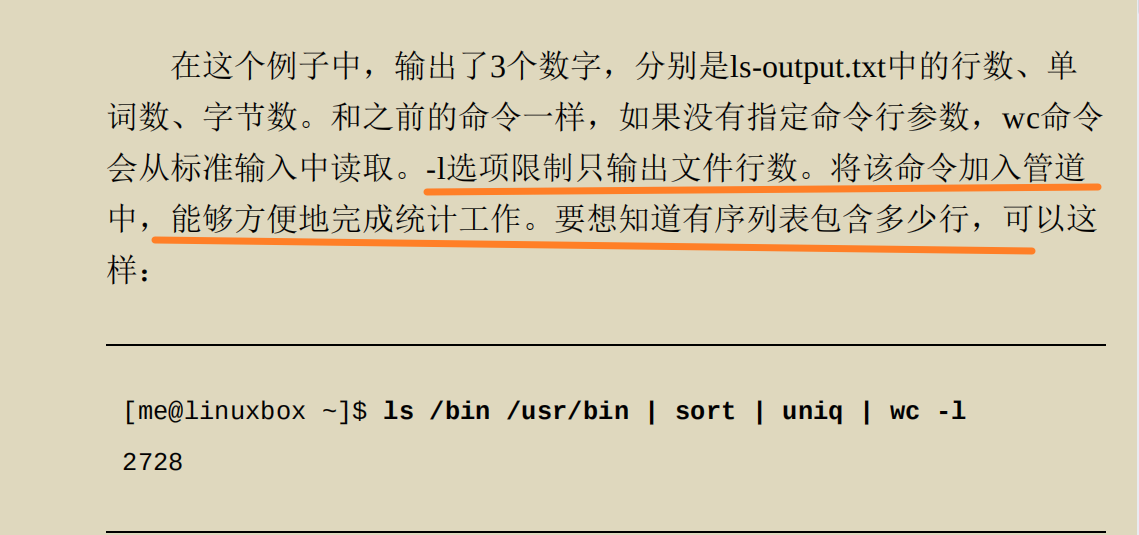 在这个例子中，输出了3个数字，分别是ls-output.txt中的行数、单
词数、字节数。和之前的命令一样，如果没有指定命令行参数，wc命令
会从标准输入中读取。-l选项限制只输出文件行数。将该命令加入管道
中，能够方便地完成统计工作。要想知道有序列表包含多少行，可以这
样：
[me@linuxbox ~]$ ls /bin /usr/bin | sort | uniq | wc -l
2728